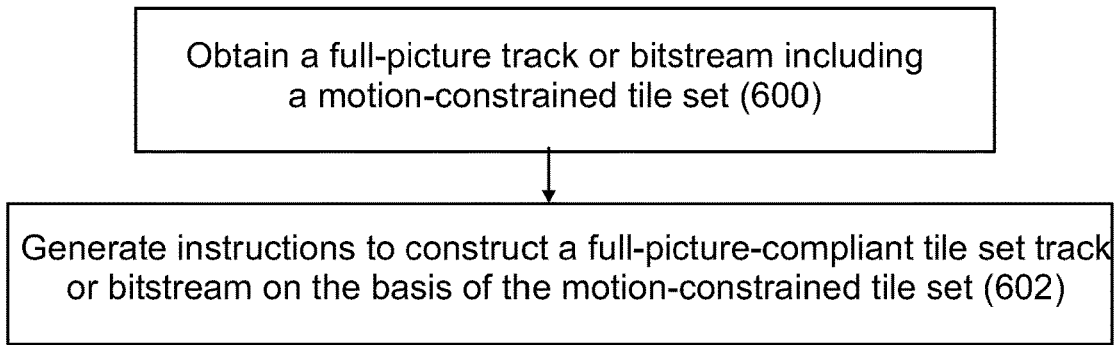 Obtain a full-picture track or bitstream including
a motion-constrained tile set (600)
Generate instructions to construct a full-picture-compliant tile set track
or bitstream on the basis of the motion-constrained tile set (602)